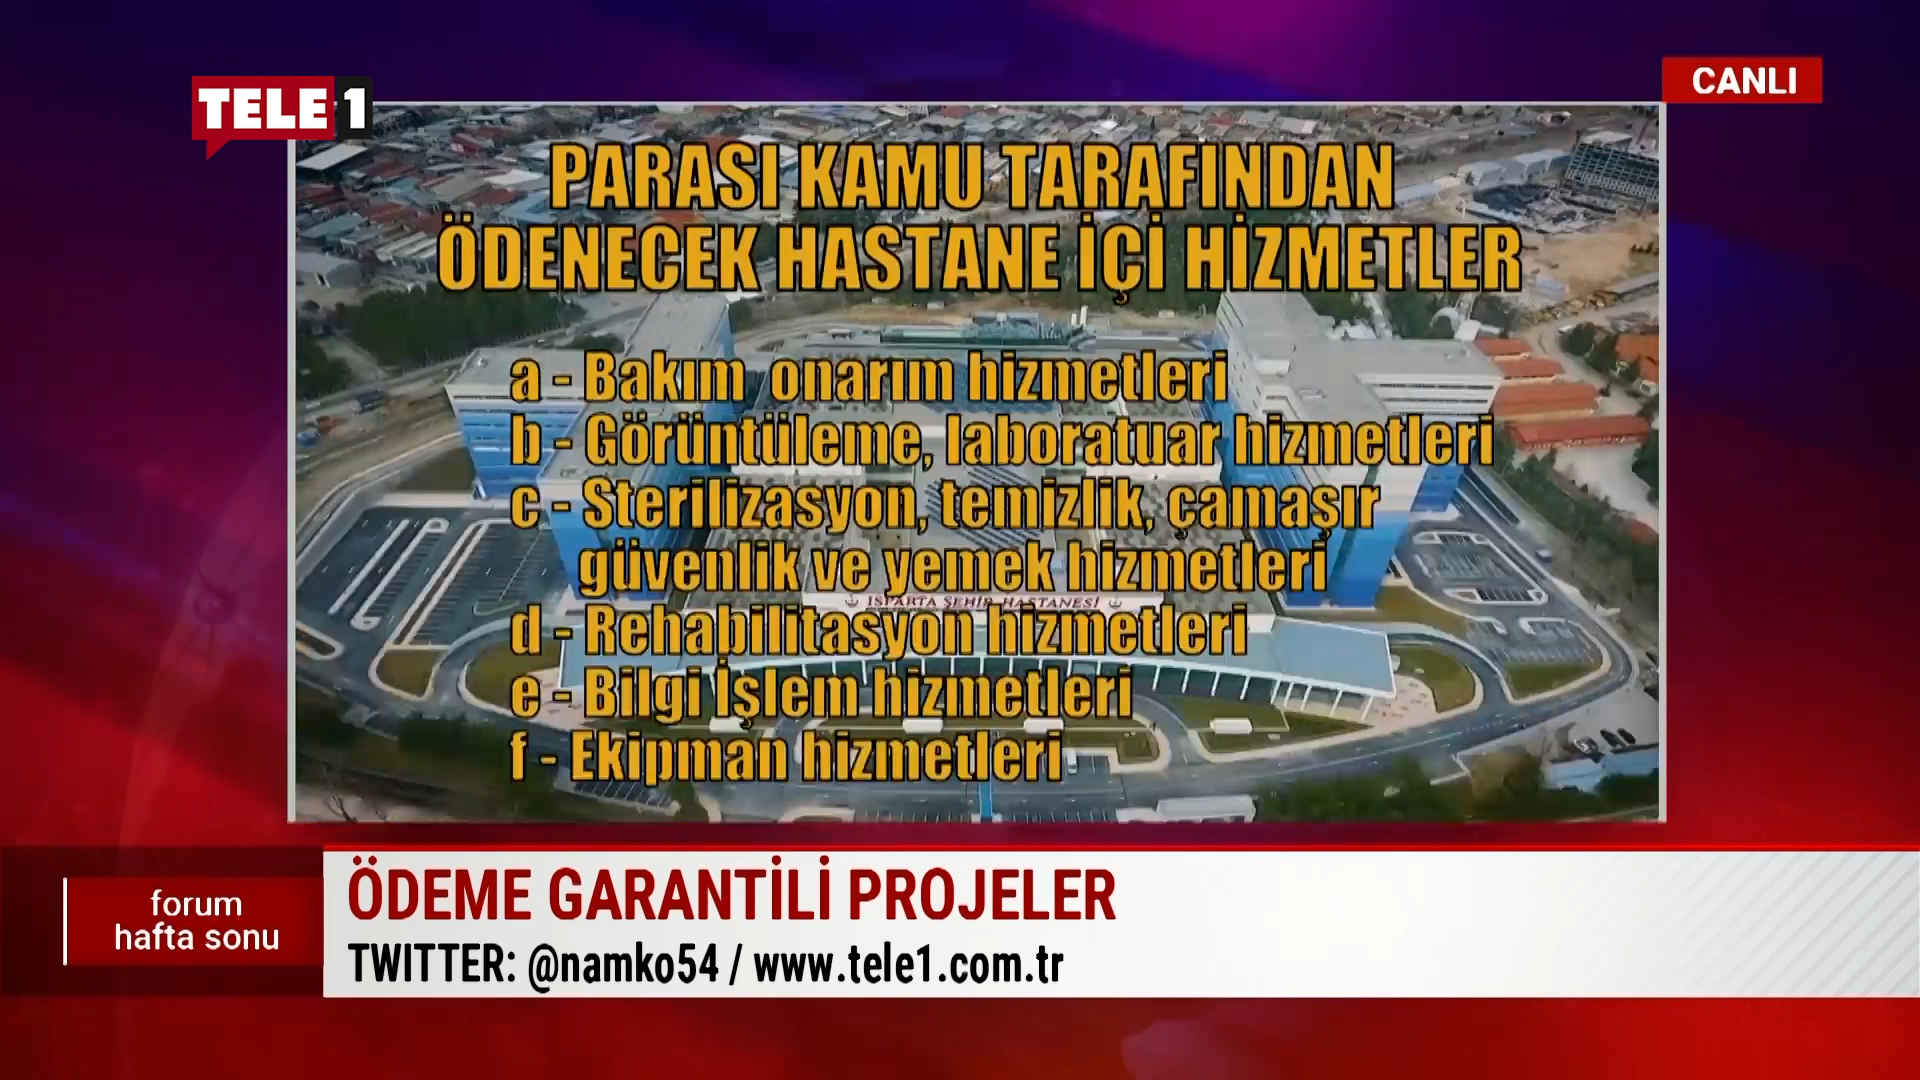 TELE 1
CANLI
PARASI KAMU TARAFINDAN
ÖDENECEK HASTANE İÇİ HİZMETLER
a - Bakım onarım hizmetleri
b - Görüntüleme, laboratuar hizmetleri
c - Sterilizasyon, temizlik, çamaşır
güvenlik ve yemek hizmetleri
ISPARTA ŞEHİR HASTANESİ
d - Rehabilitasyon hizmetleri
e - Bilgi İşlem hizmetleri
f - Ekipman hizmetleri
forum
hafta sonu
ÖDEME GARANTİLİ PROJELER
TWITTER: @namko54 / www.tele1.com.tr